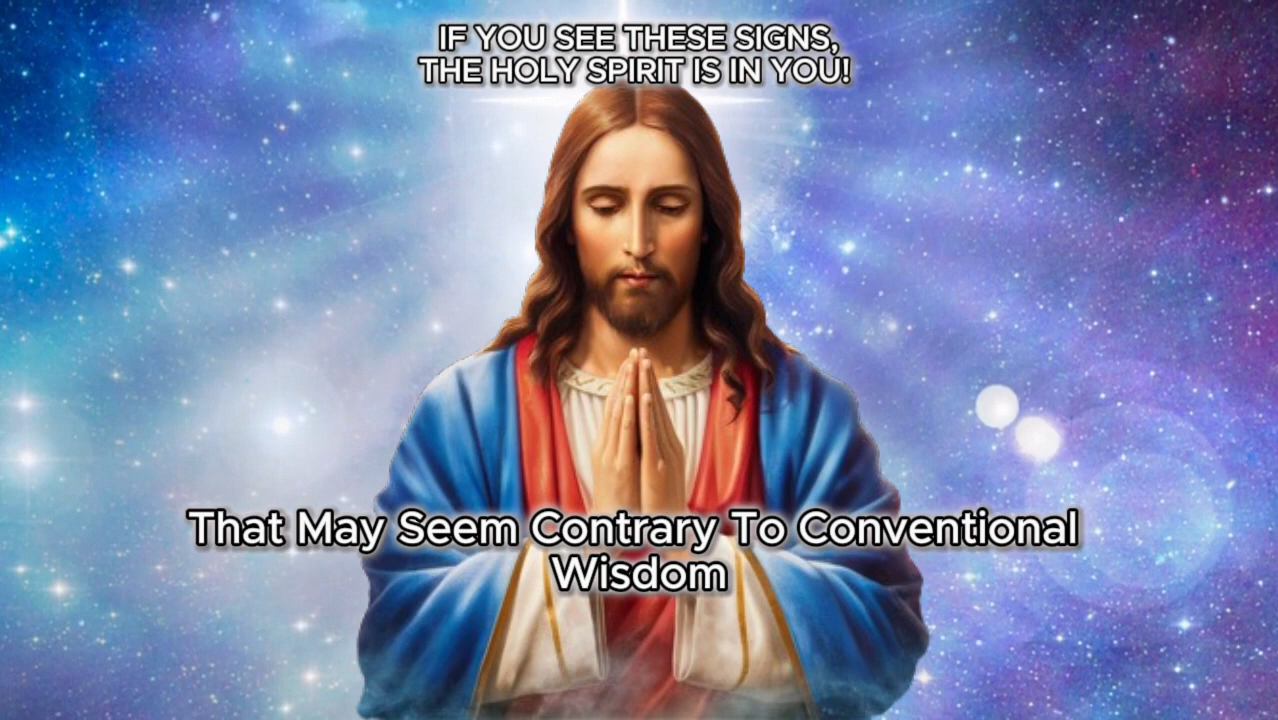 IF YOU SEE THESE SIGNS,
THE HOLY SPIRIT IS IN YOU!
That May Seem Contrary To Conventional
Wisdom